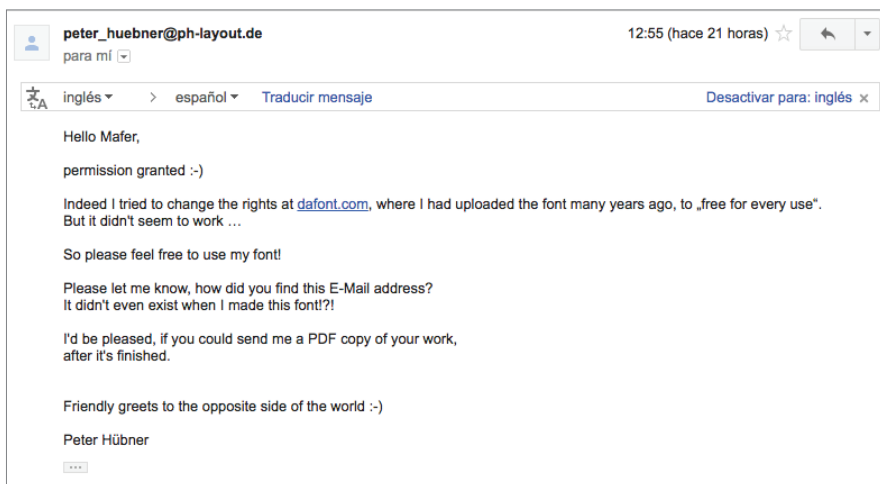 peter_huebner@ph-layout.de 12:55 (hace 21 horas)
para mí
inglés > español Traducir mensaje Desactivar para: inglés ×
Hello Mafer,
permission granted :-)
Indeed I tried to change the rights at dafont.com, where I had uploaded the font many years ago, to „free for every use“.
But it didn't seem to work …
So please feel free to use my font!
Please let me know, how did you find this E-Mail address?
It didn't even exist when I made this font!?!
I'd be pleased, if you could send me a PDF copy of your work,
after it's finished.
Friendly greets to the opposite side of the world :-)
Peter Hübner